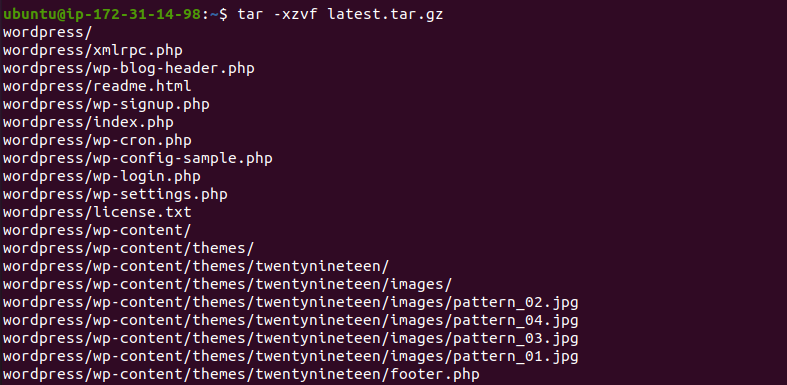 ubuntu@ip-172-31-14-98:~$ tar -xzvf latest.tar.gz
wordpress/
wordpress/xmlrpc.php
wordpress/wp-blog-header.php
wordpress/readme.html
wordpress/wp-signup.php
wordpress/index.php
wordpress/wp-cron.php
wordpress/wp-config-sample.php
wordpress/wp-login.php
wordpress/wp-settings.php
wordpress/license.txt
wordpress/wp-content/
wordpress/wp-content/themes/
wordpress/wp-content/themes/twentynineteen/
wordpress/wp-content/themes/twentynineteen/images/
wordpress/wp-content/themes/twentynineteen/images/pattern_02.jpg
wordpress/wp-content/themes/twentynineteen/images/pattern_04.jpg
wordpress/wp-content/themes/twentynineteen/images/pattern_03.jpg
wordpress/wp-content/themes/twentynineteen/images/pattern_01.jpg
wordpress/wp-content/themes/twentynineteen/footer.php